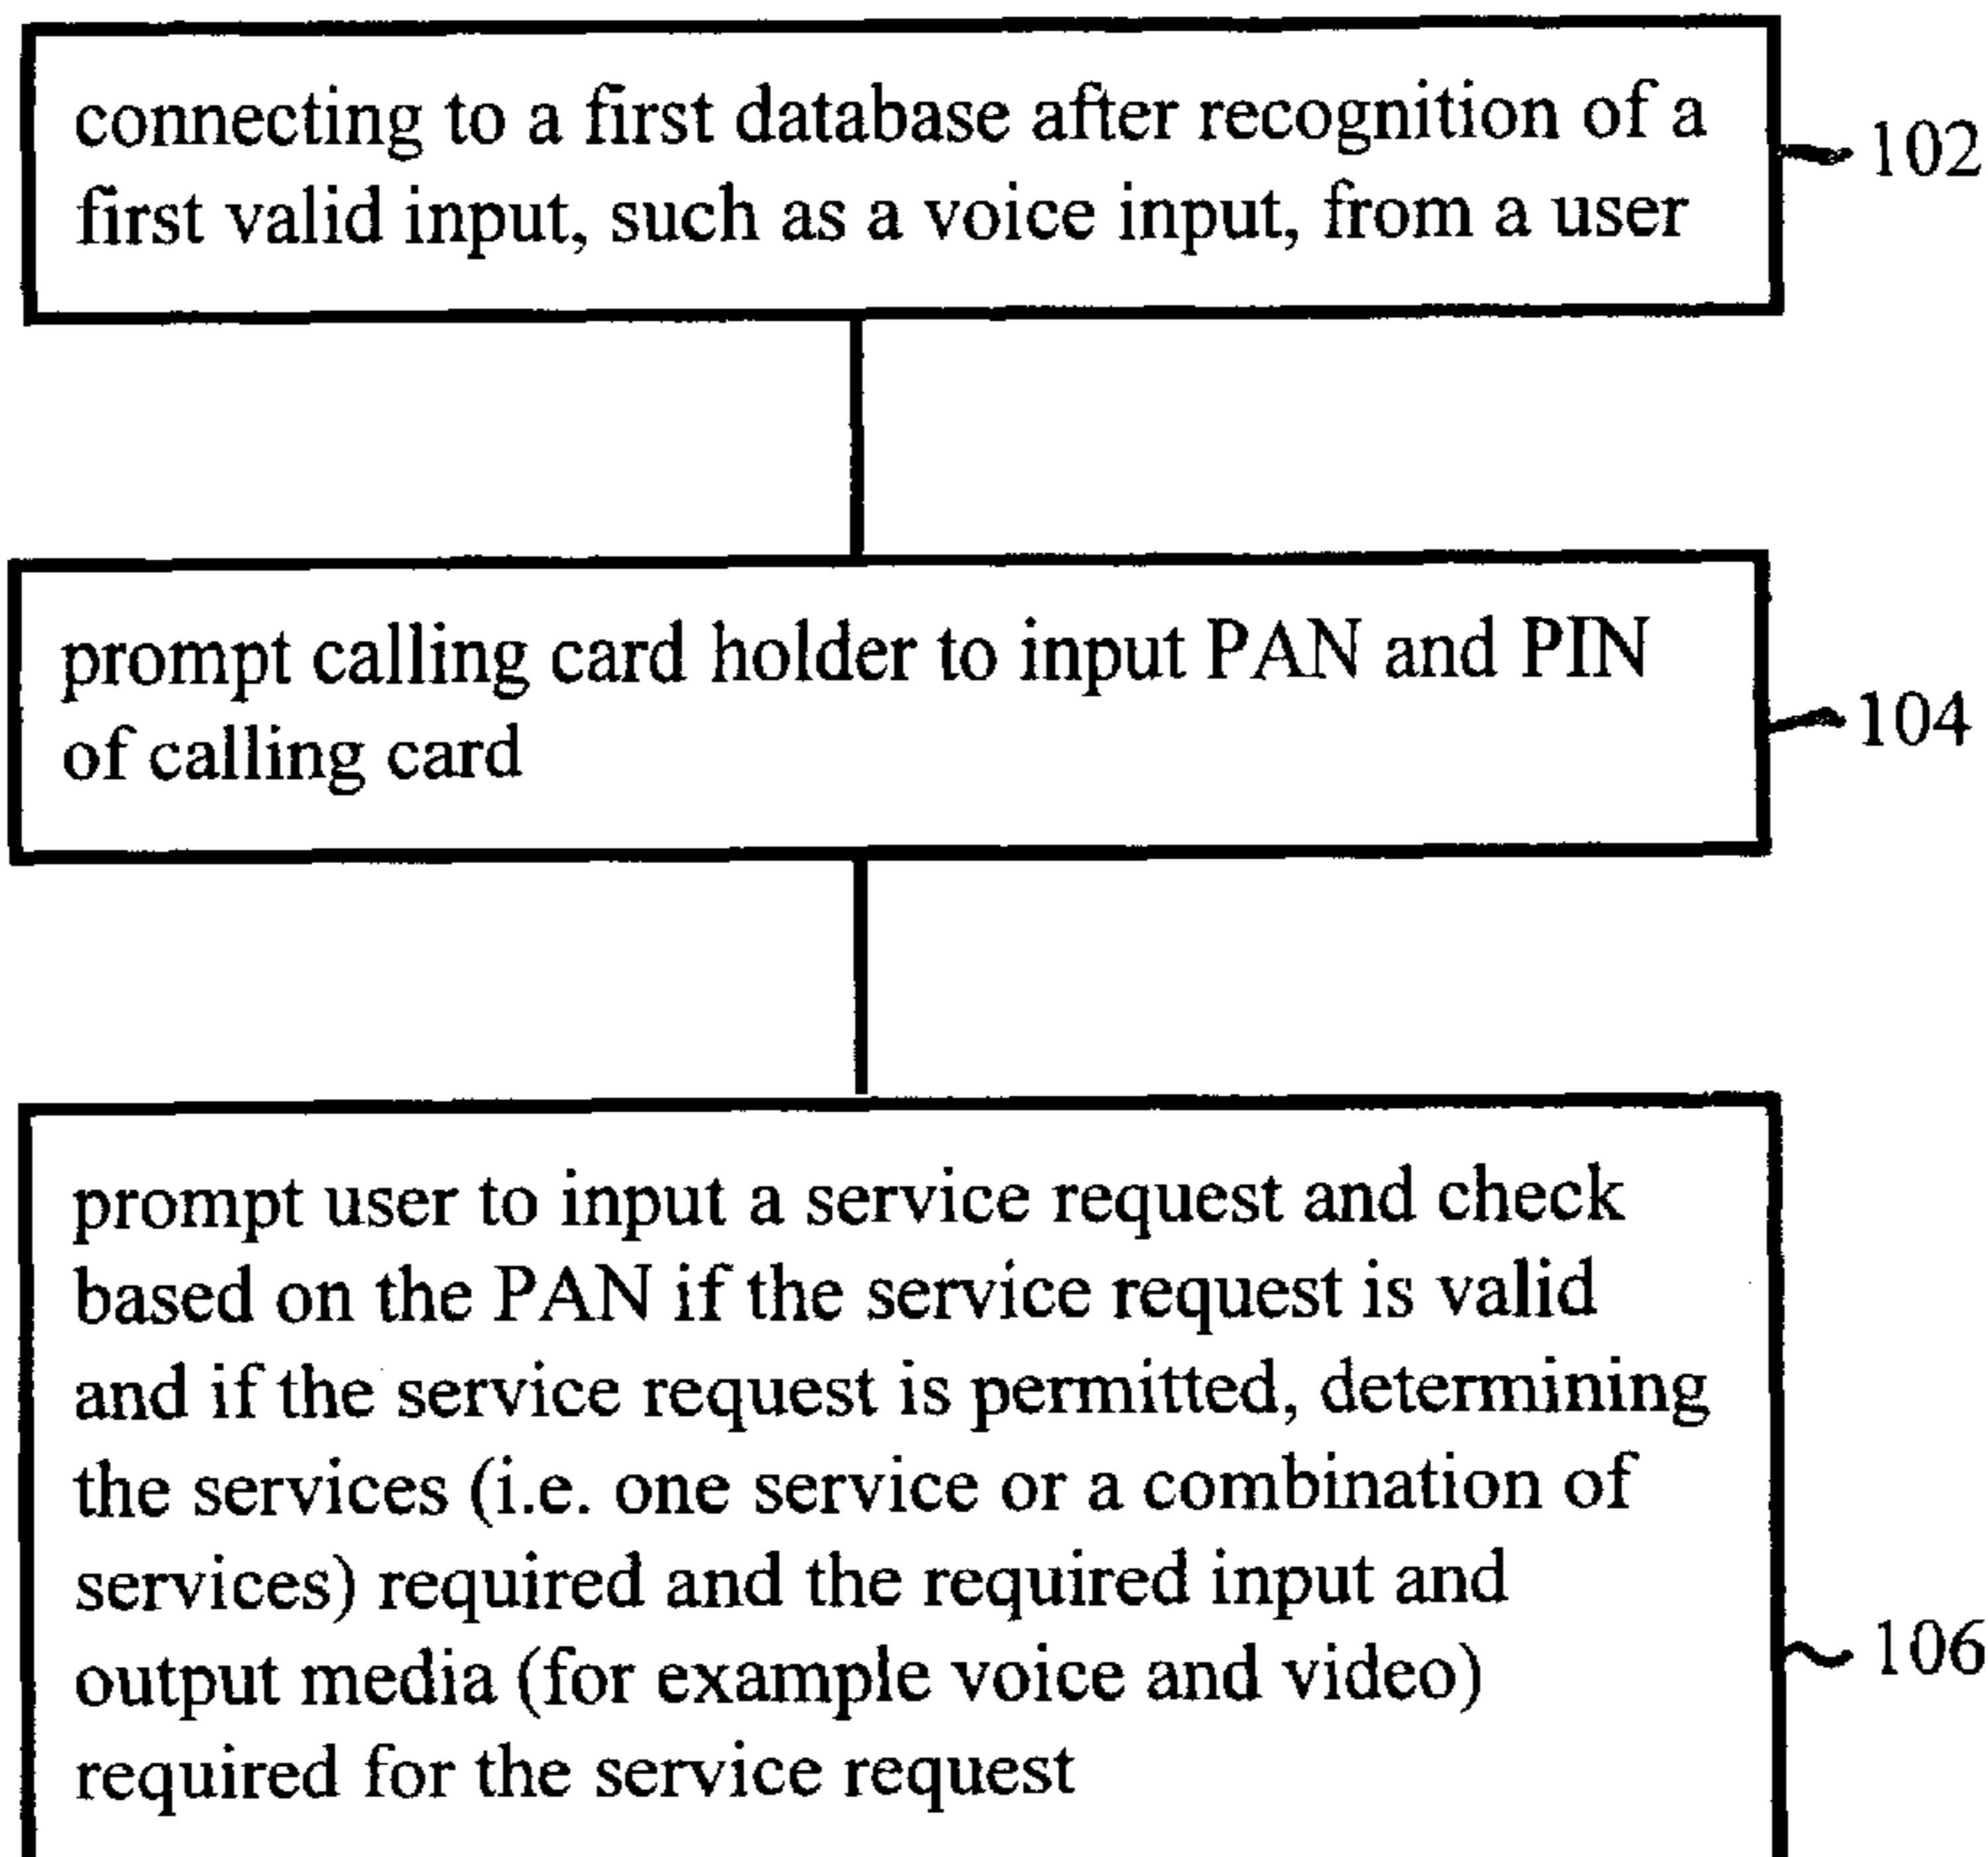 connecting to a first database after recognition of a
first valid input, such as a voice input, from a user
102
prompt calling card holder to input PAN and PIN
of calling card
104
prompt user to input a service request and check
based on the PAN if the service request is valid
and if the service request is permitted, determining
the services (i.e. one service or a combination of
services) required and the required input and
output media (for example voice and video)
required for the service request
106